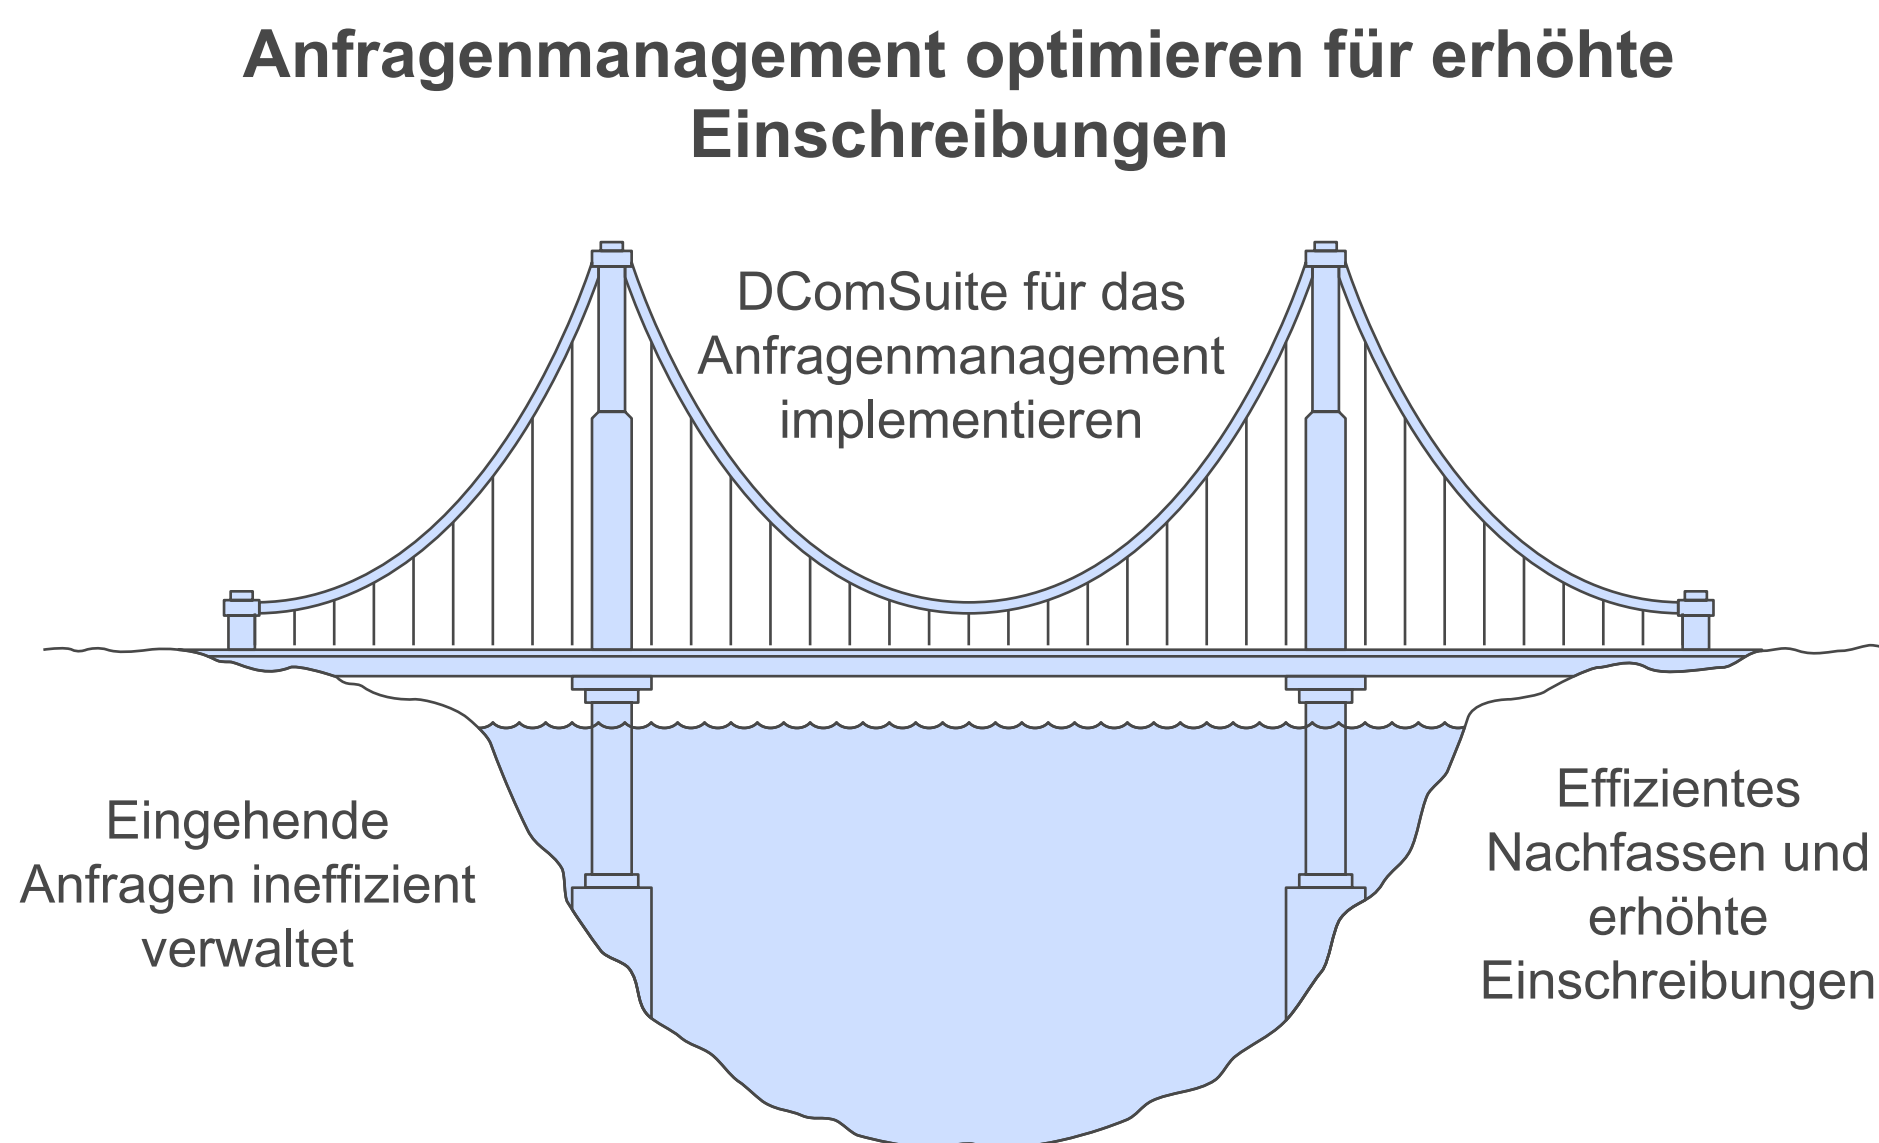 Anfragenmanagement optimieren für erhöhte
Einschreibungen
DComSuite für das
Anfragenmanagement
implementieren
Eingehende
Anfragen ineffizient
verwaltet
Effizientes
Nachfassen und
erhöhte
Einschreibungen